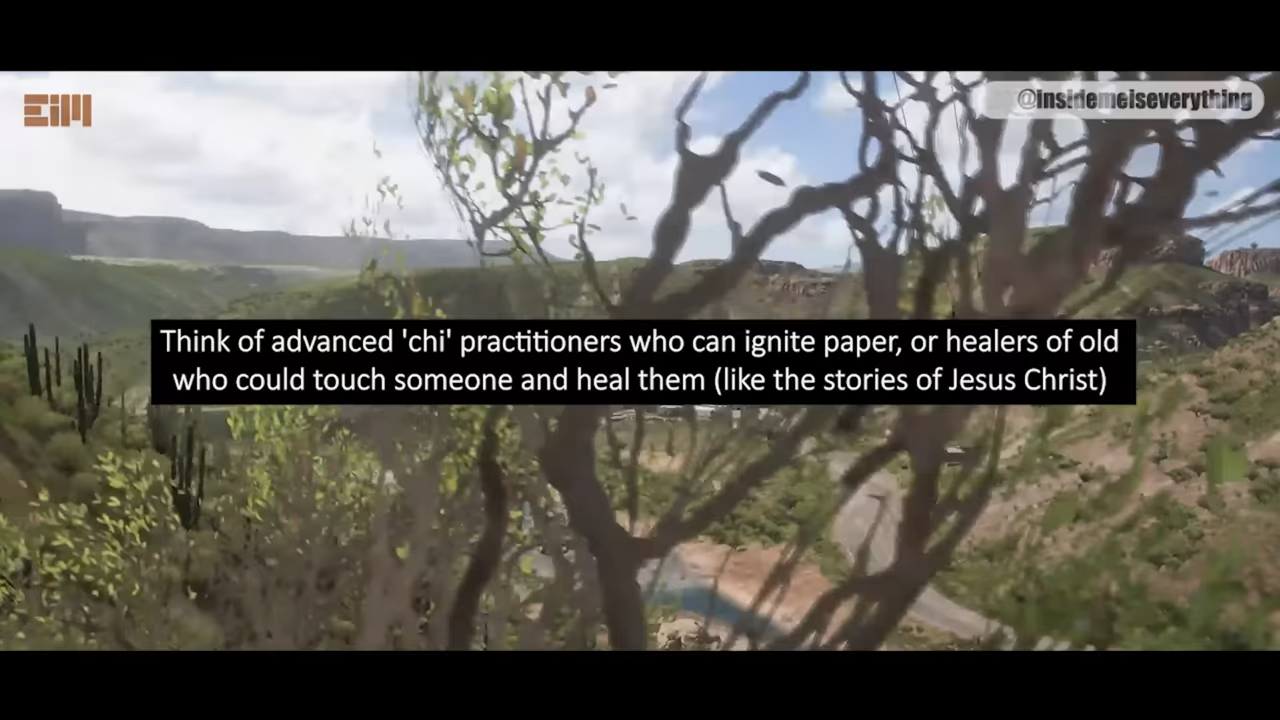 EiM
@insidemeiseverything
Think of advanced 'chi' practitioners who can ignite paper, or healers of old
who could touch someone and heal them (like the stories of Jesus Christ)